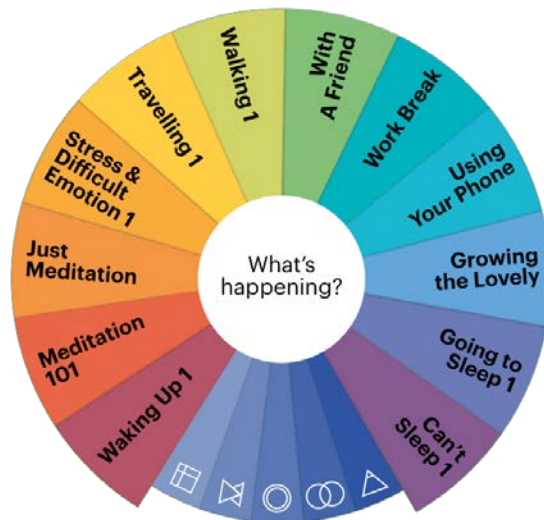 What's
happening?
Walking 1
With
A Friend
Work Break
Using
Your Phone
Growing
the Lovely
Going to
Sleep 1
Can't
Sleep 1
Waking Up 1
Meditation
101
Just
Meditation
Stress &
Difficult
Emotion 1
Travelling 1